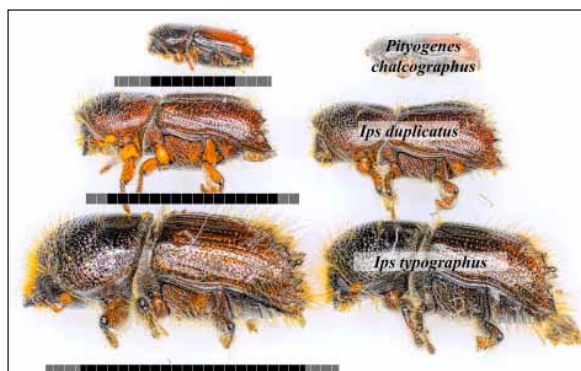 Pityogenes
chalcographus
Ips duplicatus
Ips typographus